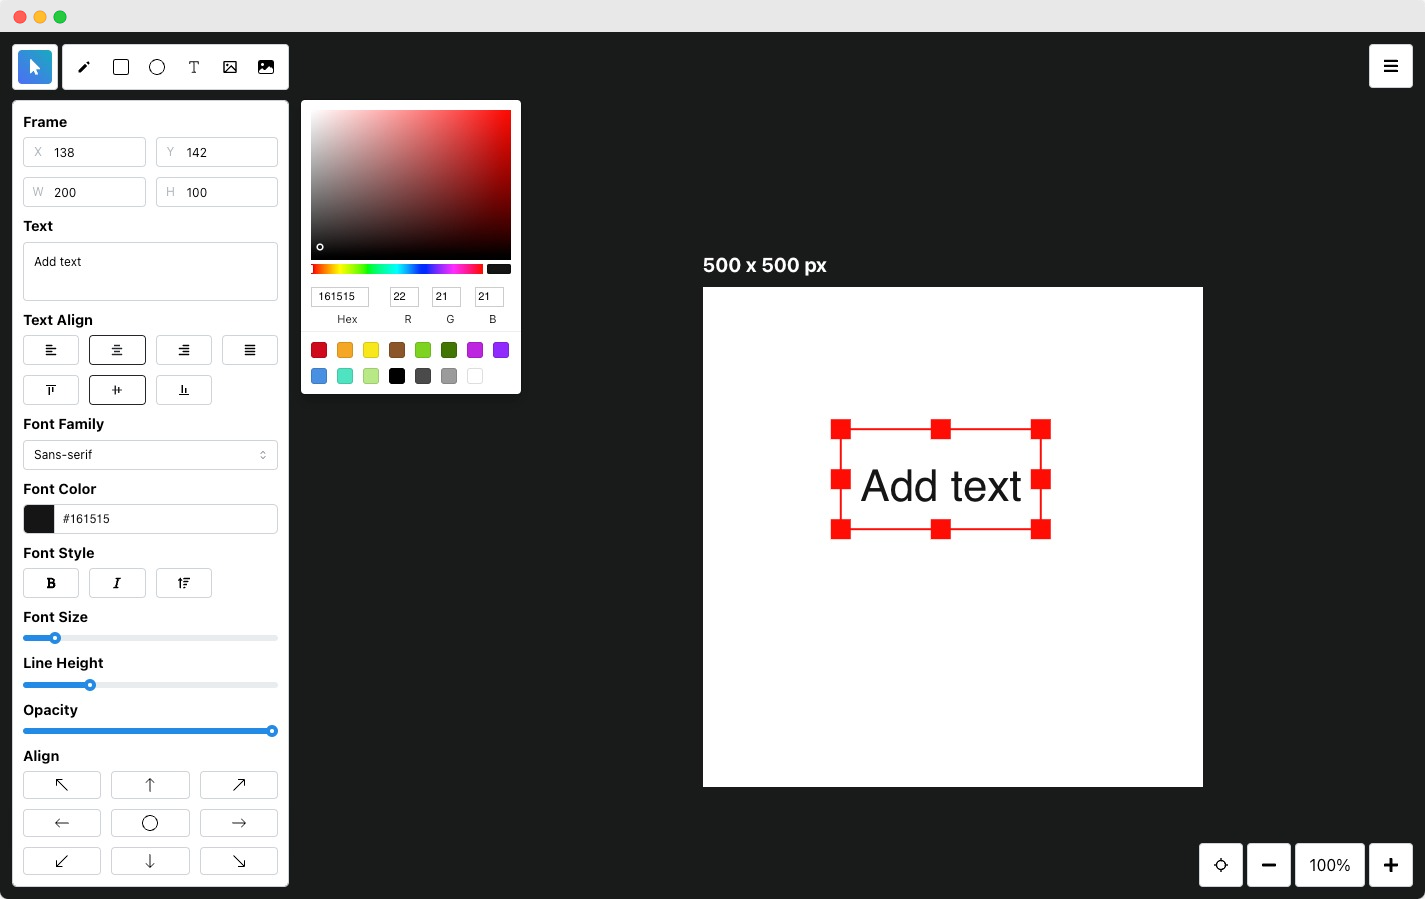 Frame
X 138
Y 142
W 200
H 100
Text
Add text
Text Align
Font Family
Sans-serif
Font Color
#161515
Font Style
B
I
Font Size
Line Height
Opacity
Align
T
161515
22
21
21
Hex
R
G
B
500 x 500 px
Add text
100%